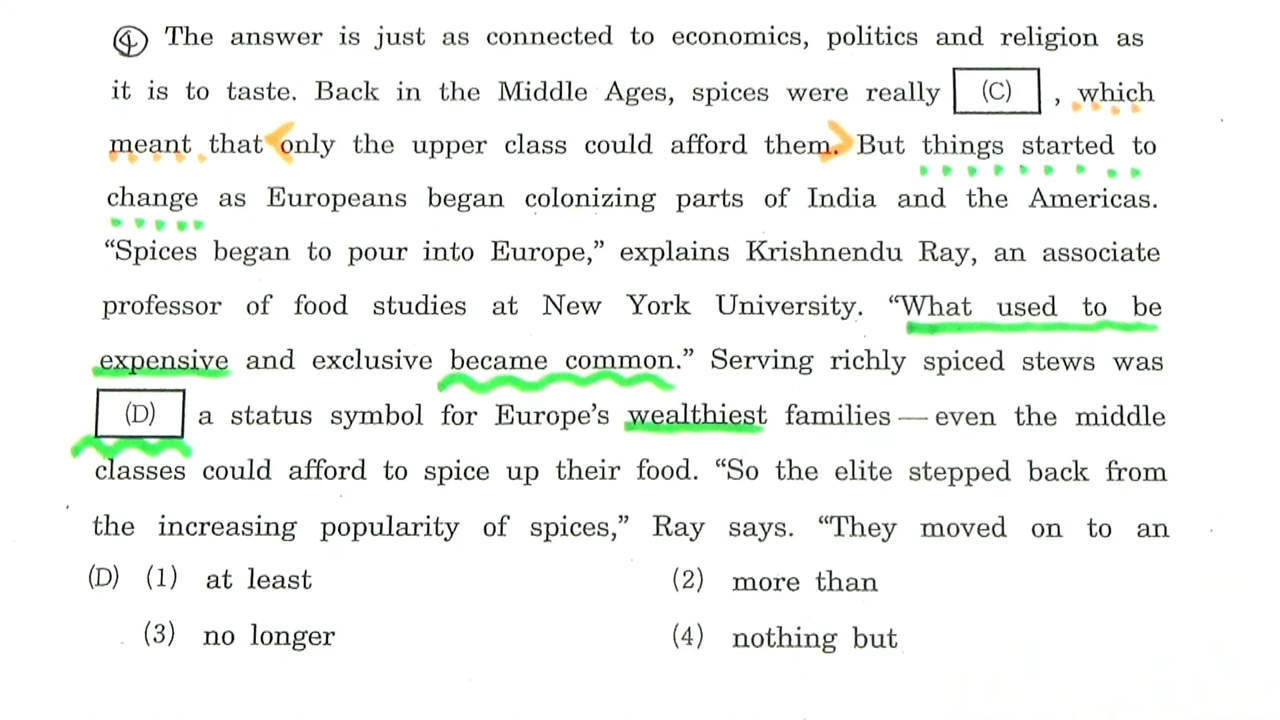 ④ The answer is just as connected to economics, politics and religion as
it is to taste. Back in the Middle Ages, spices were really (C) , which
meant that only the upper class could afford them. But things started to
change as Europeans began colonizing parts of India and the Americas.
“Spices began to pour into Europe,” explains Krishnendu Ray, an associate
professor of food studies at New York University. “What used to be
expensive and exclusive became common.” Serving richly spiced stews was
(D) a status symbol for Europe’s wealthiest families — even the middle
classes could afford to spice up their food. “So the elite stepped back from
the increasing popularity of spices,” Ray says. “They moved on to an
(D) (1) at least (2) more than
(3) no longer (4) nothing but